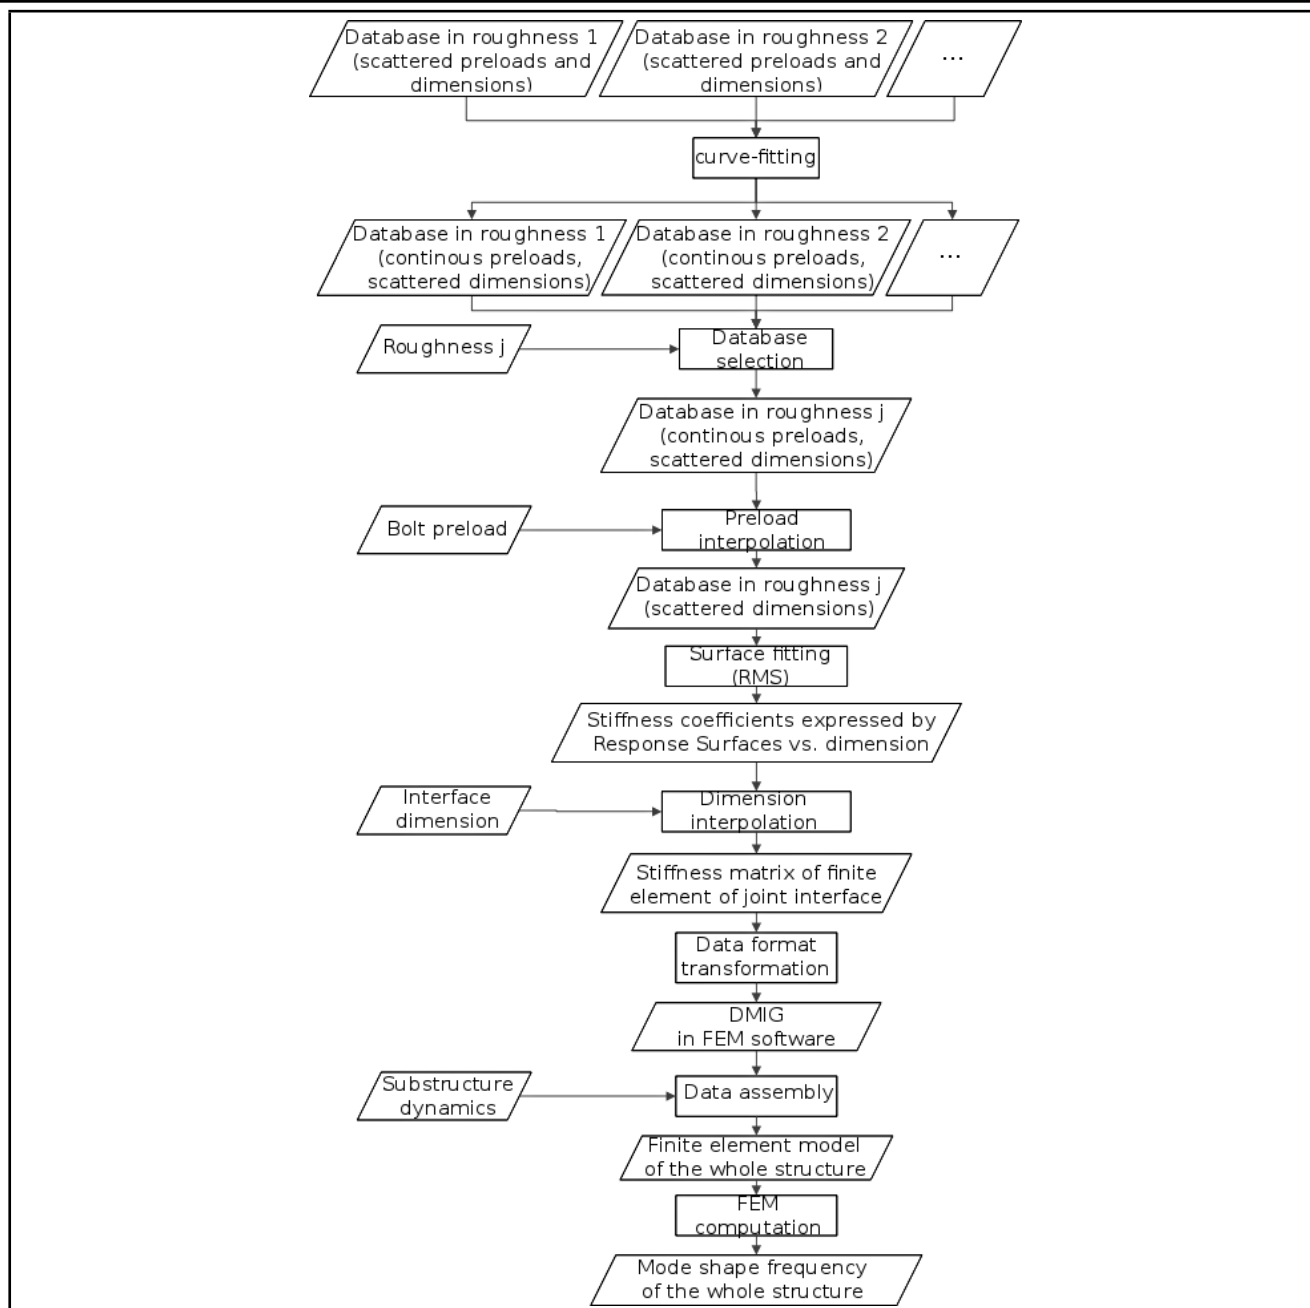 Database in roughness 1
(scattered preloads and
dimensions)
Database in roughness 2
(scattered preloads and
dimensions)
...
curve-fitting
Database in roughness 1
(continous preloads,
scattered dimensions)
Database in roughness 2
(continous preloads,
scattered dimensions)
...
Roughness j
Database
selection
Database in roughness j
(continous preloads,
scattered dimensions)
Bolt preload
Preload
interpolation
Database in roughness j
(scattered dimensions)
Surface fitting
(RMS)
Stiffness coefficients expressed by
Response Surfaces vs. dimension
Interface
dimension
Dimension
interpolation
Stiffness matrix of finite
element of joint interface
Data format
transformation
DMIG
in FEM software
Substructure
dynamics
Data assembly
Finite element model
of the whole structure
FEM
computation
Mode shape frequency
of the whole structure